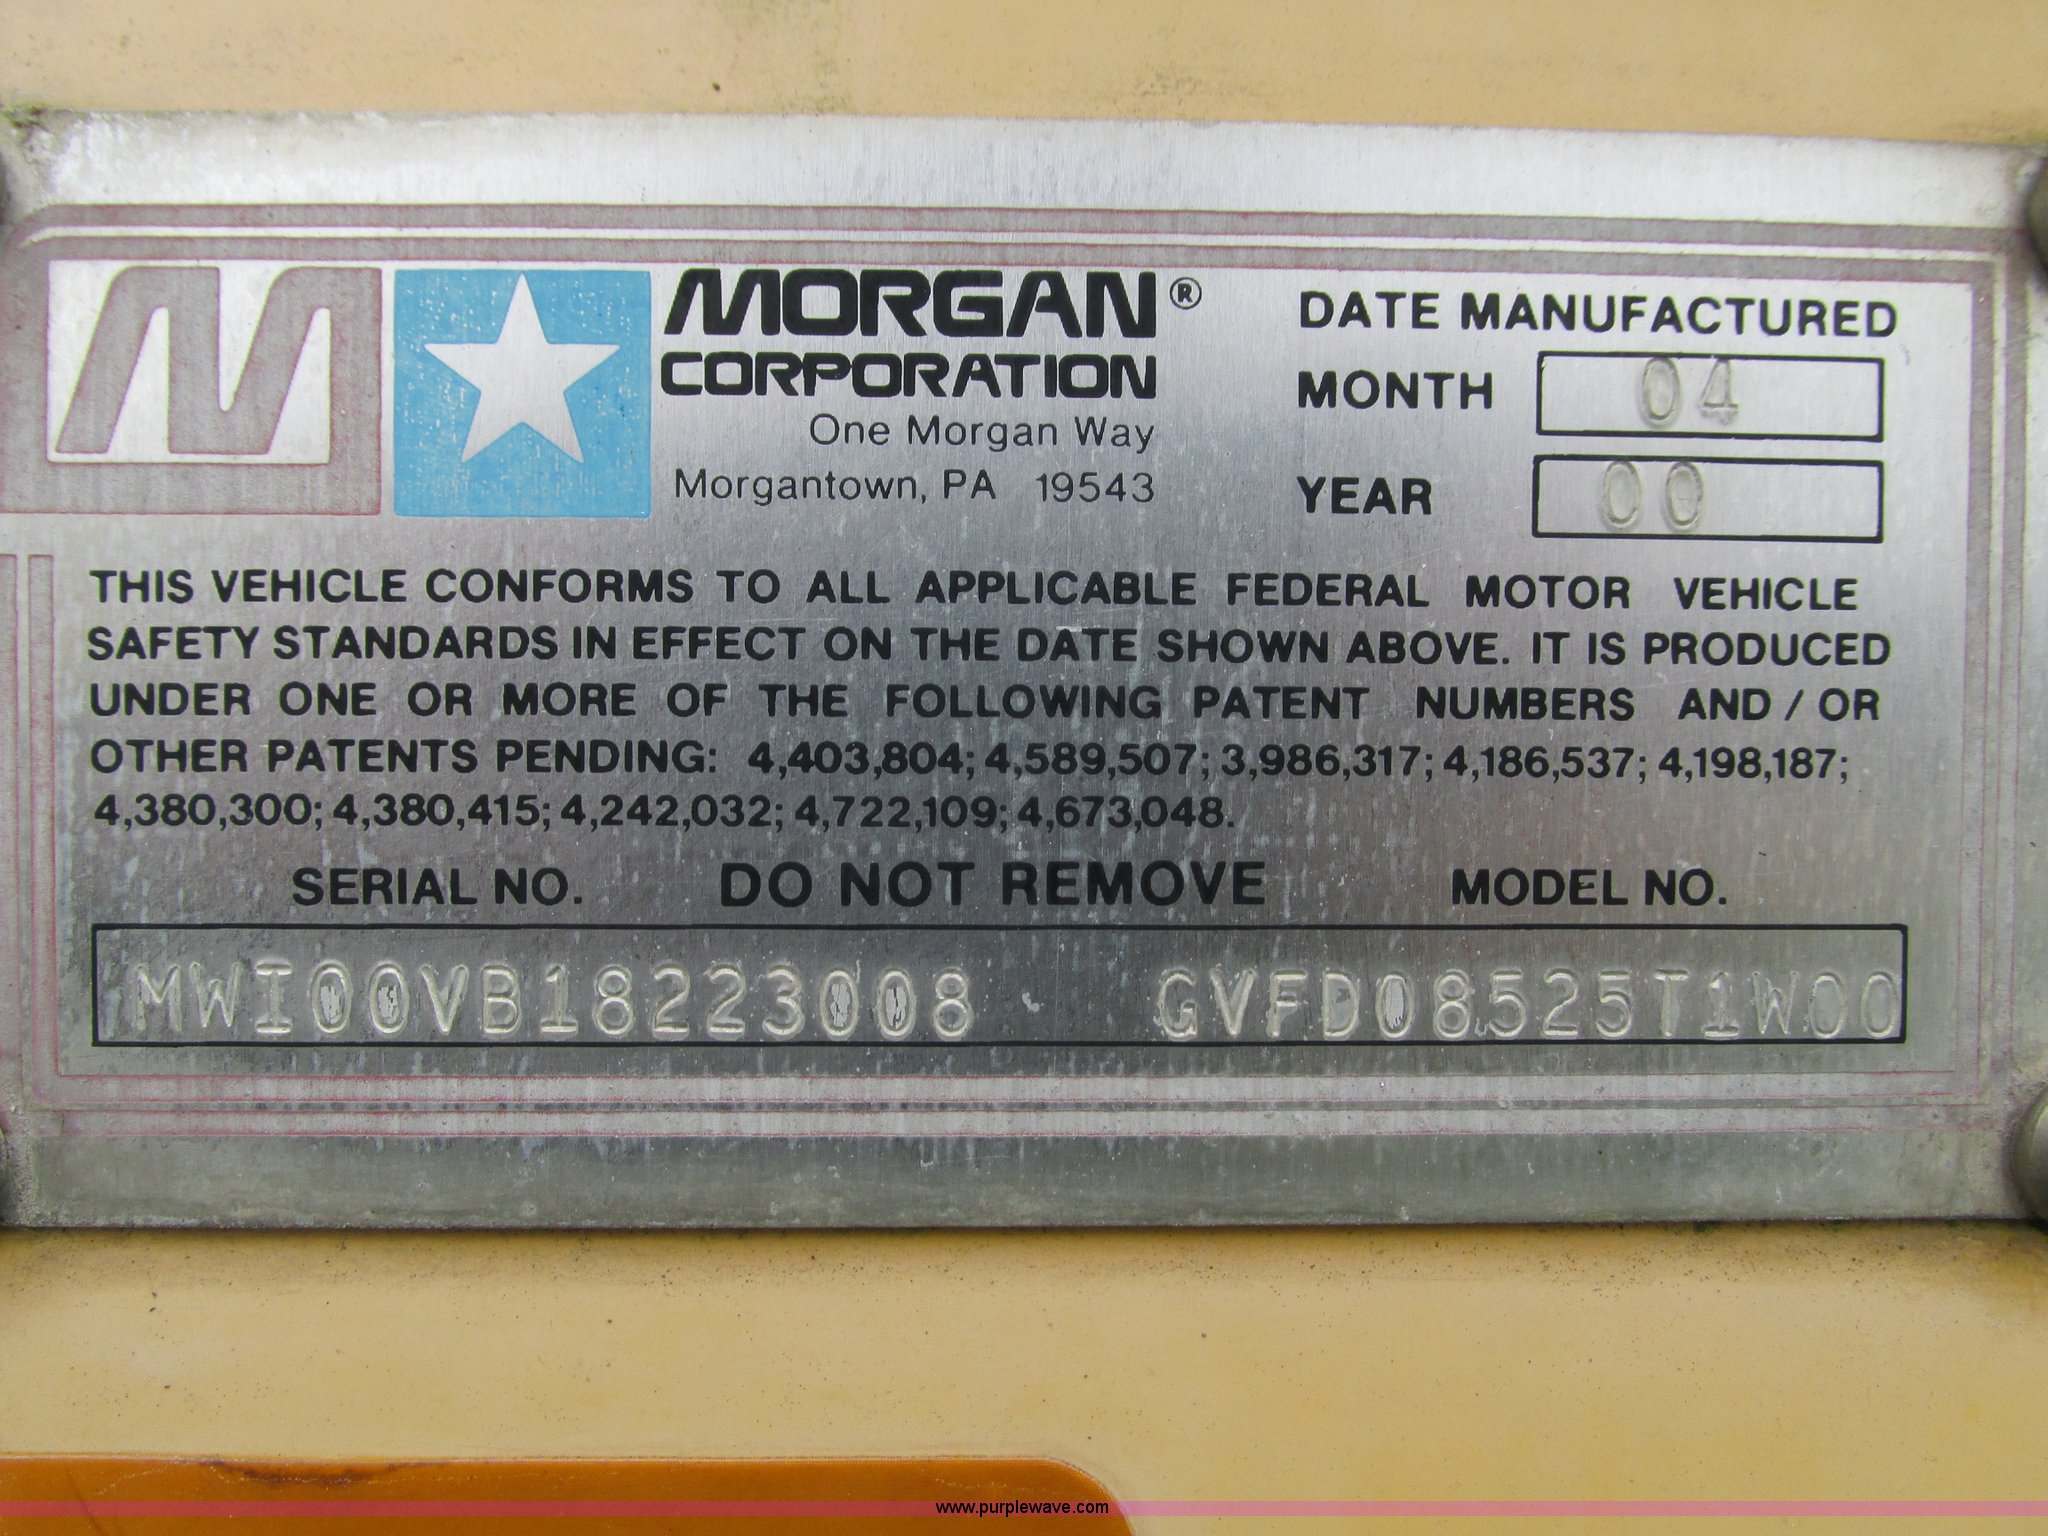 M
MORGAN®
CORPORATION
One Morgan Way
Morgantown, PA 19543
DATE MANUFACTURED
MONTH 04
YEAR 00
THIS VEHICLE CONFORMS TO ALL APPLICABLE FEDERAL MOTOR VEHICLE
SAFETY STANDARDS IN EFFECT ON THE DATE SHOWN ABOVE. IT IS PRODUCED
UNDER ONE OR MORE OF THE FOLLOWING PATENT NUMBERS AND / OR
OTHER PATENTS PENDING: 4,403,804; 4,589,507; 3,986,317; 4,186,537; 4,198,187;
4,380,300; 4,380,415; 4,242,032; 4,722,109; 4,673,048.
SERIAL NO. DO NOT REMOVE MODEL NO.
MWI00VB18223008 GVFD08525T1W00
www.purplewave.com